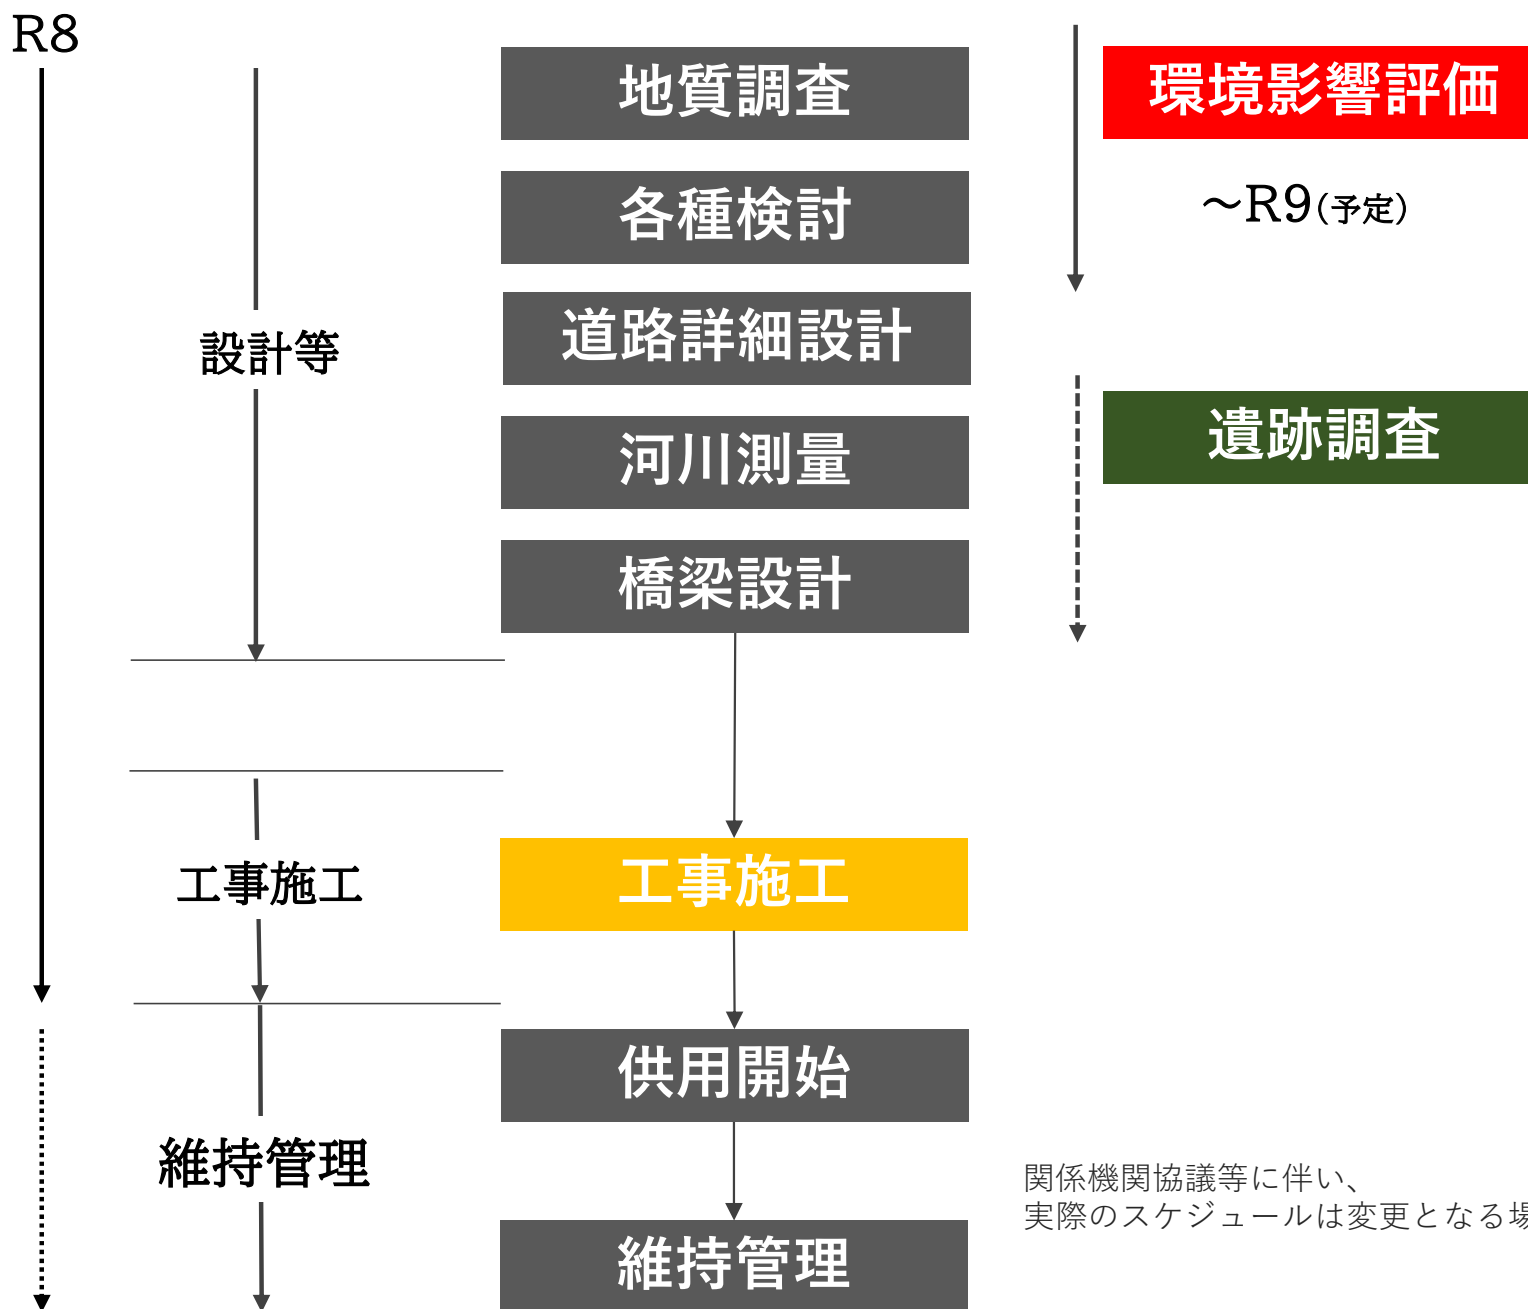 R8
地質調査
環境影響評価
各種検討
～R9(予定)
設計等
道路詳細設計
遺跡調査
河川測量
橋梁設計
工事施工
工事施工
供用開始
維持管理
関係機関協議等に伴い、
実際のスケジュールは変更となる場
維持管理